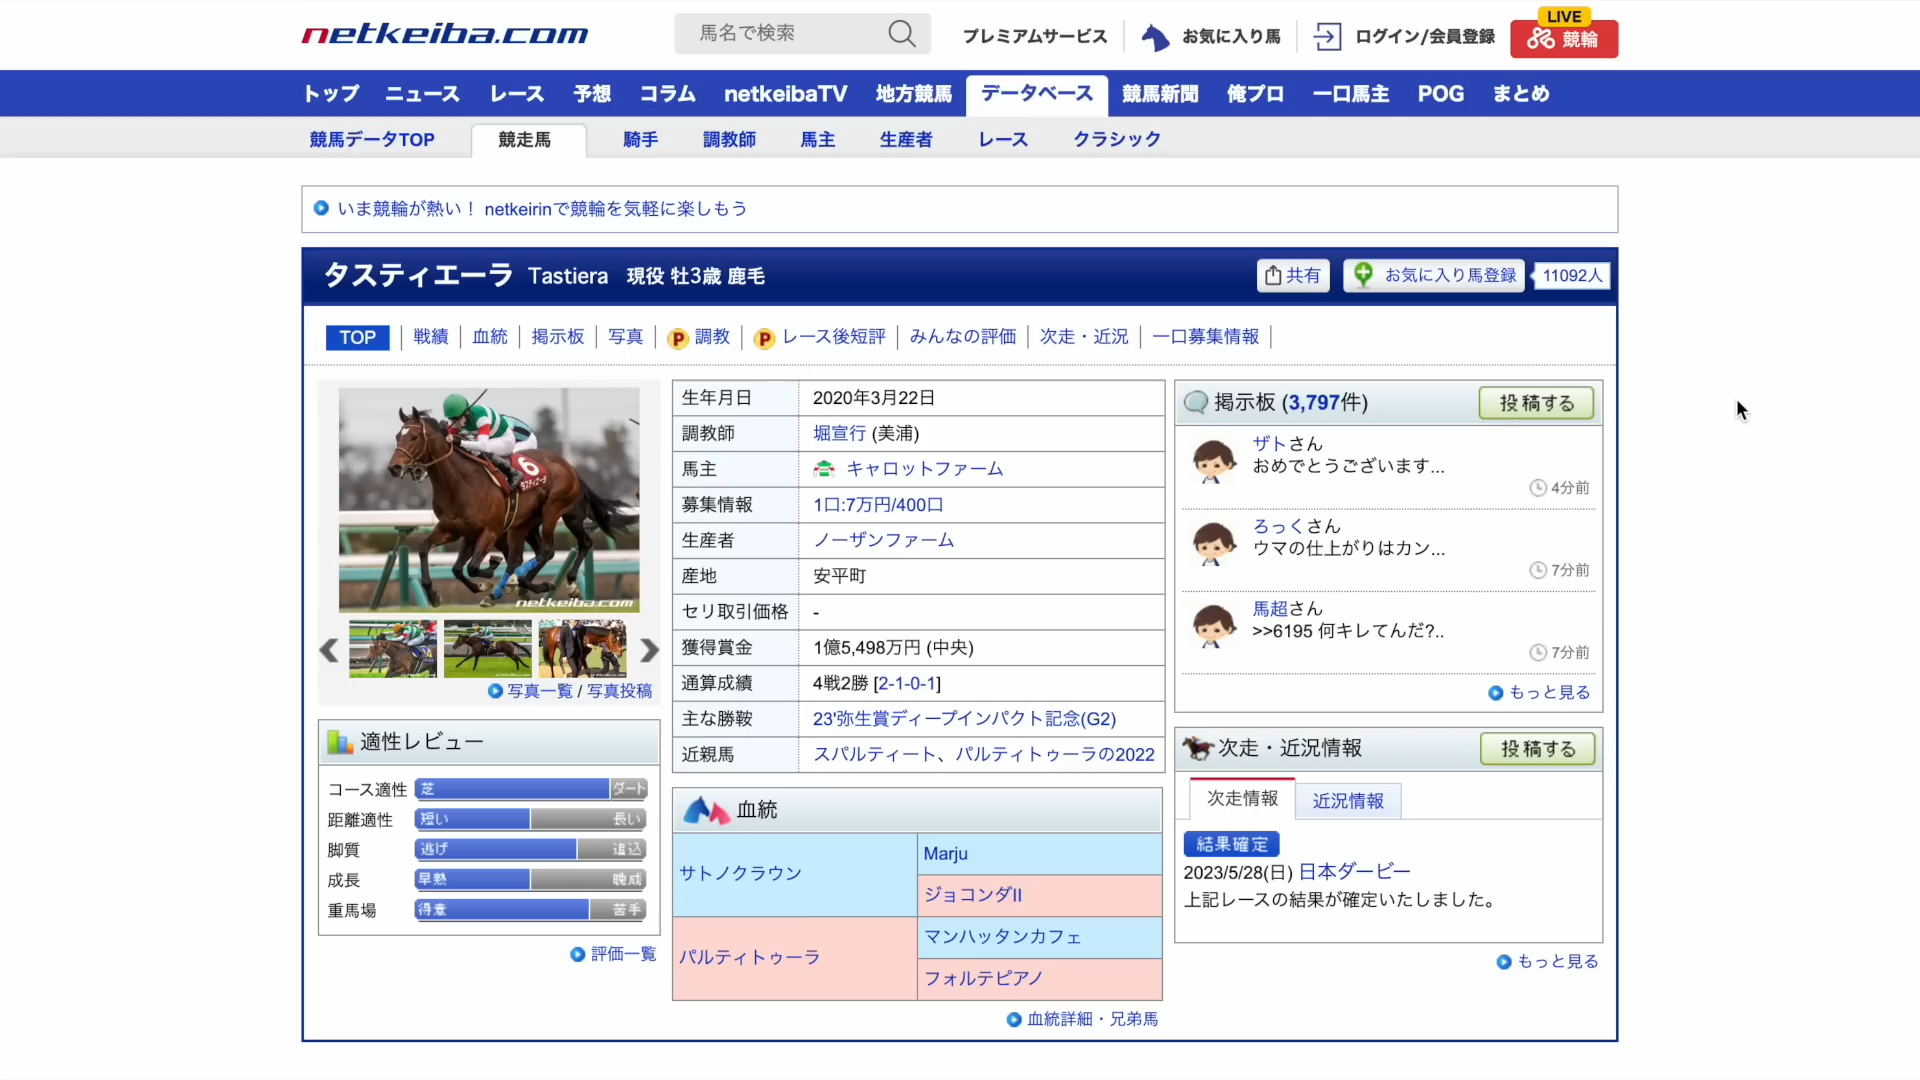 netkeiba.com
馬名で検索
プレミアムサービス
お気に入り馬
ログイン/会員登録
LIVE
競輪
トップ ニュース レース 予想 コラム netkeibaTV 地方競馬 データベース 競馬新聞 俺プロ 一口馬主 POG まとめ
競馬データTOP 競走馬 騎手 調教師 馬主 生産者 レース クラシック
いま競輪が熱い！ netkeirinで競輪を気軽に楽しもう
タスティエーラ Tastiera 現役 牡3歳 鹿毛
共有
お気に入り馬登録
11092人
TOP 戦績 血統 掲示板 写真 P 調教 P レース後短評 みんなの評価 次走・近況 一口募集情報
6
タスティエーラ
netkeiba.com
写真一覧 / 写真投稿
適性レビュー
コース適性 芝 ダート
距離適性 短い 長い
脚質 逃げ 追込
成長 早熟 晩成
重馬場 得意 苦手
評価一覧
生年月日 2020年3月22日
調教師 堀宣行 (美浦)
馬主 キャロットファーム
募集情報 1口:7万円/400口
生産者 ノーザンファーム
産地 安平町
セリ取引価格 -
獲得賞金 1億5,498万円 (中央)
通算成績 4戦2勝 [2-1-0-1]
主な勝鞍 23'弥生賞ディープインパクト記念(G2)
近親馬 スパルティート、パルティトゥーラの2022
血統
サトノクラウン
Marju
ジョコンダII
パルティトゥーラ
マンハッタンカフェ
フォルテピアノ
血統詳細・兄弟馬
掲示板 (3,797件)
投稿する
ザトさん
おめでとうございます...
4分前
ろっくさん
ウマの仕上がりはカン...
7分前
馬超さん
>>6195 何キレてんだ?..
7分前
もっと見る
次走・近況情報
投稿する
次走情報 近況情報
結果確定
2023/5/28(日) 日本ダービー
上記レースの結果が確定いたしました。
もっと見る